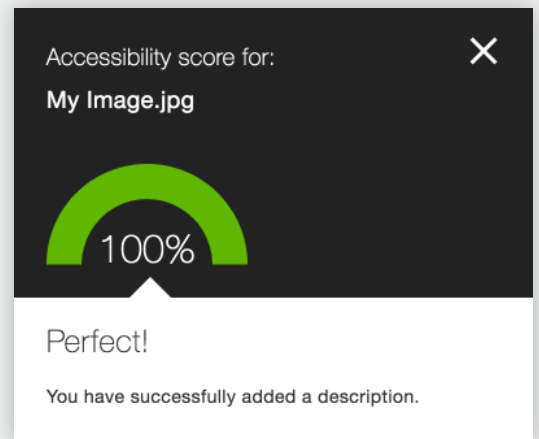 Accessibility score for:
My Image.jpg
100%
Perfect!
You have successfully added a description.